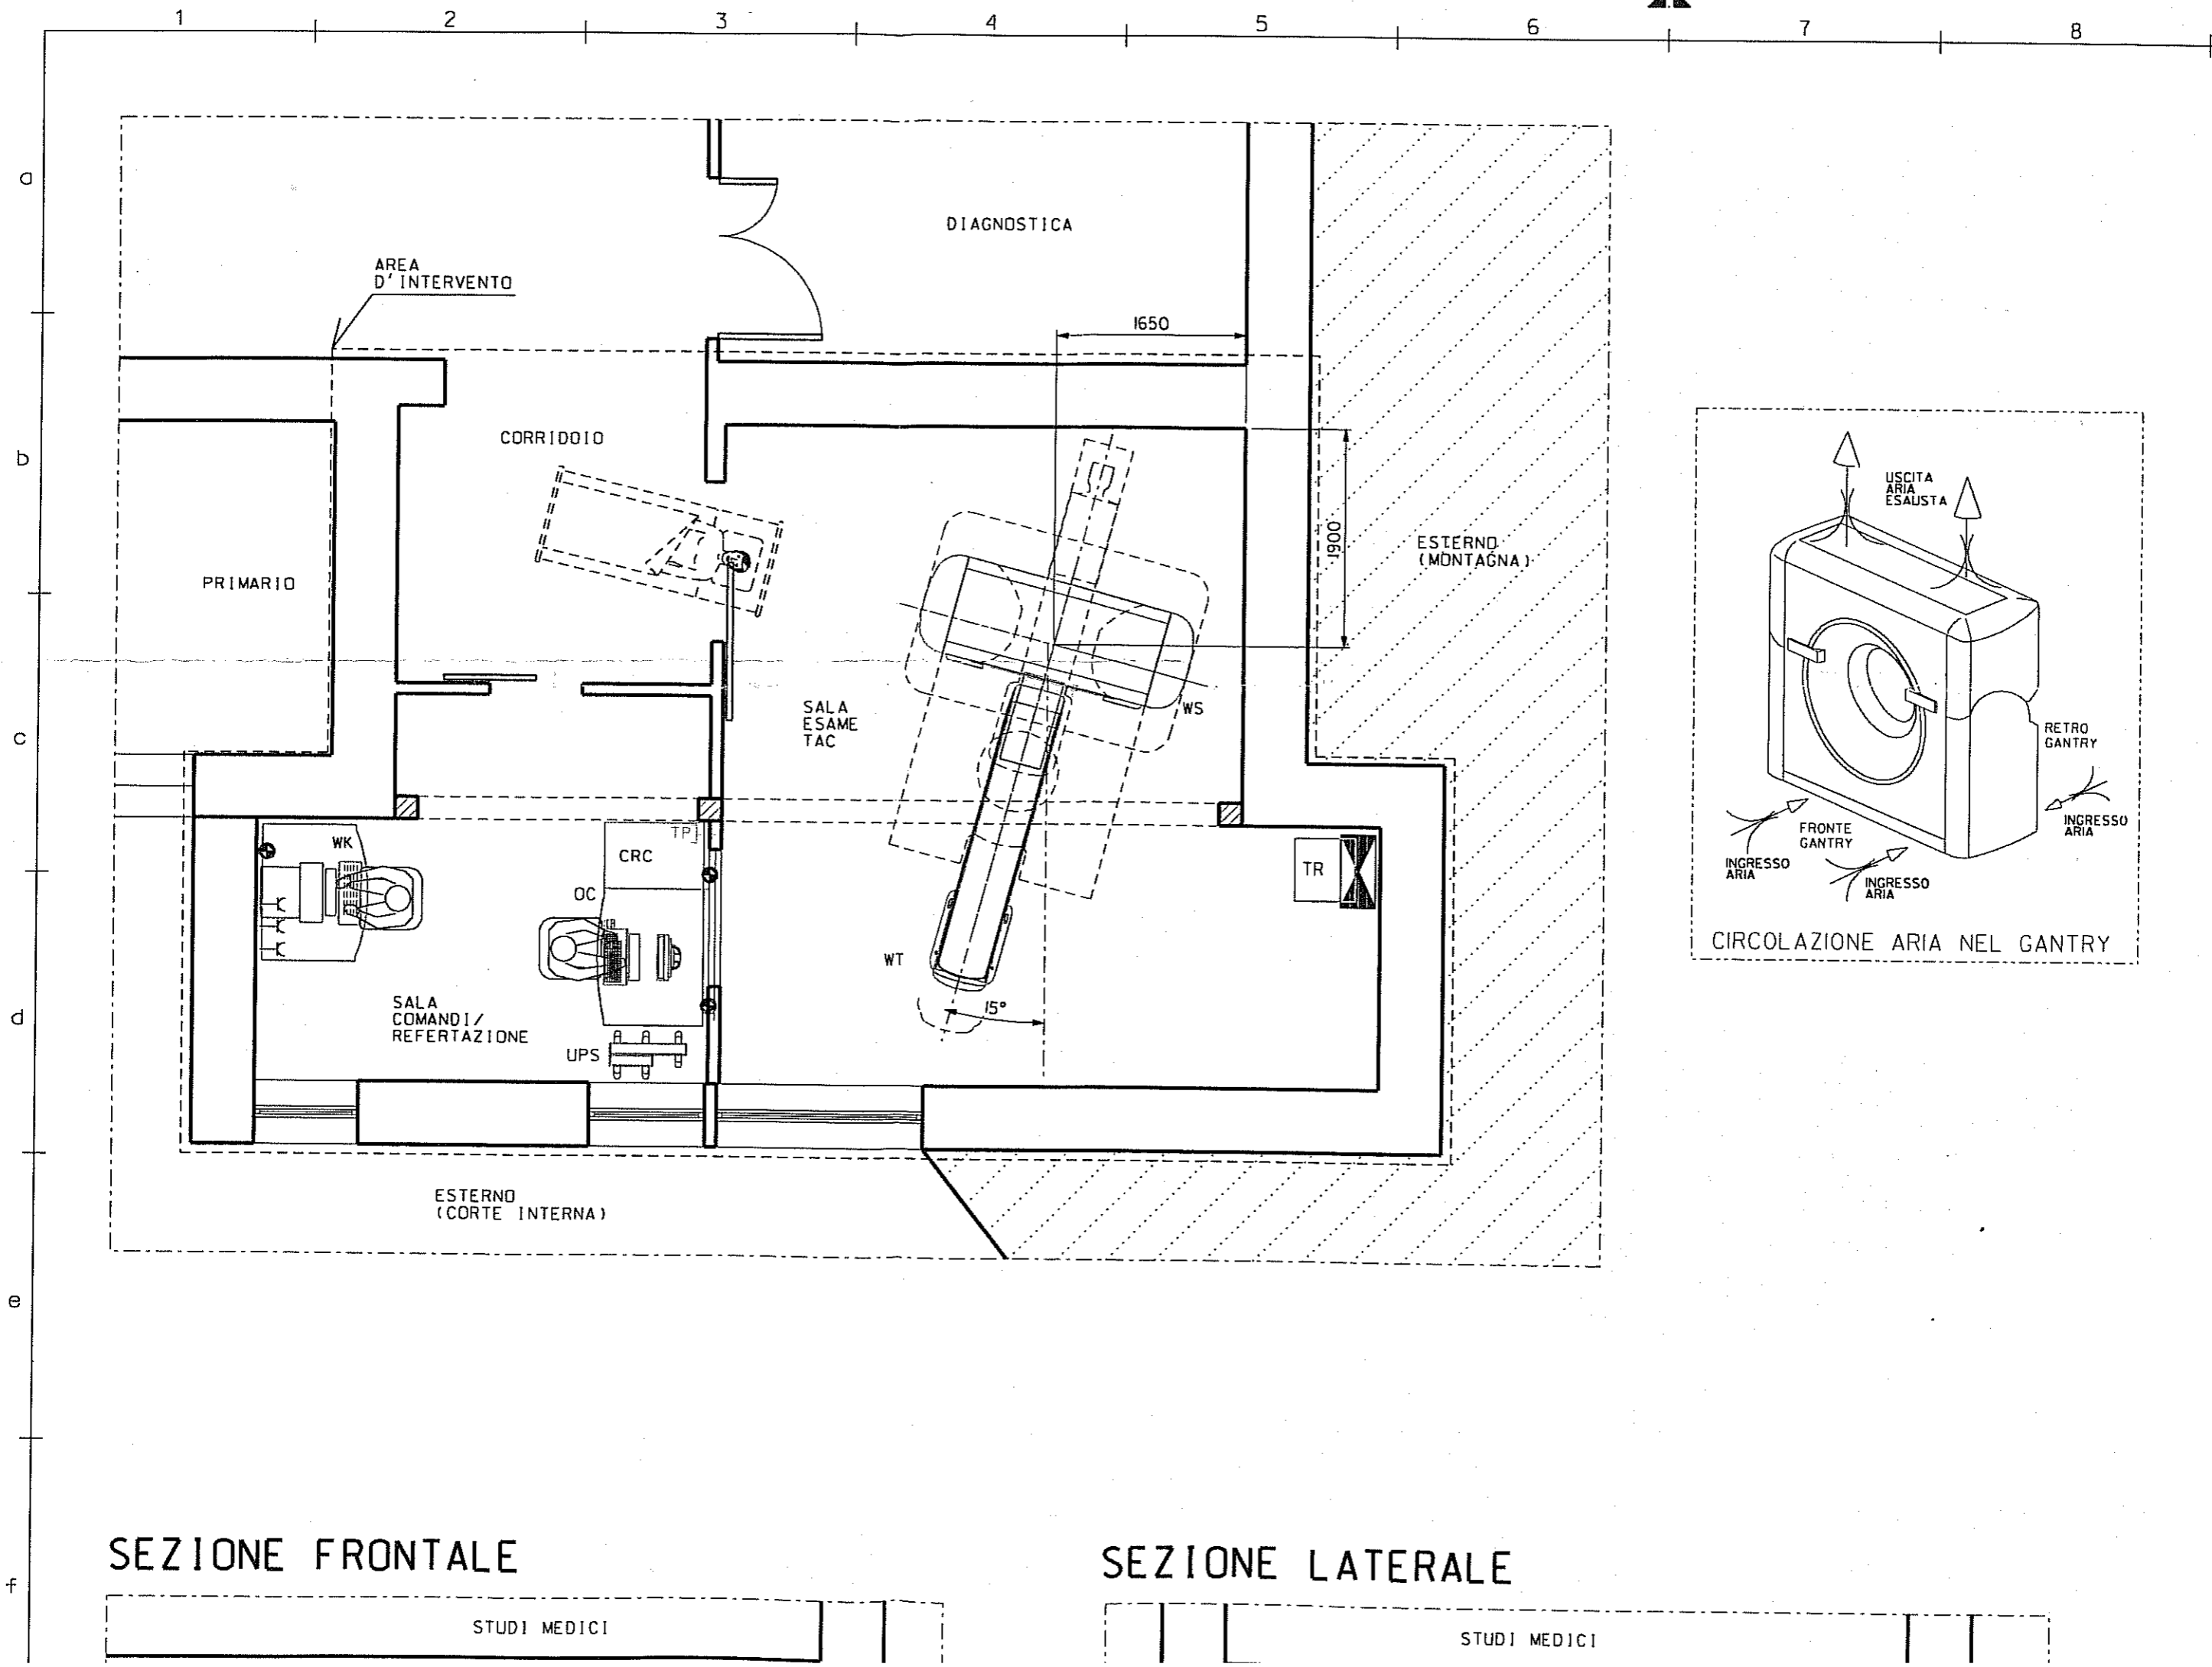 1 2 3 4 5 6 7 8
a
b
c
d
e
f
DIAGNOSTICA
AREA
D'INTERVENTO
1650
CORRIDOIO
1900
PRIMARIO
ESTERNO
(MONTAGNA)
SALA
ESAME
TAC
WS
WK
TP
CRC
OC
TR
WT
15°
SALA
COMANDI/
REFERTAZIONE
UPS
ESTERNO
(CORTE INTERNA)
USCITA
ARIA
ESAUSTA
RETRO
GANTRY
INGRESSO
ARIA
FRONTE
GANTRY
INGRESSO
ARIA
INGRESSO
ARIA
CIRCOLAZIONE ARIA NEL GANTRY
SEZIONE FRONTALE
STUDI MEDICI
SEZIONE LATERALE
STUDI MEDICI